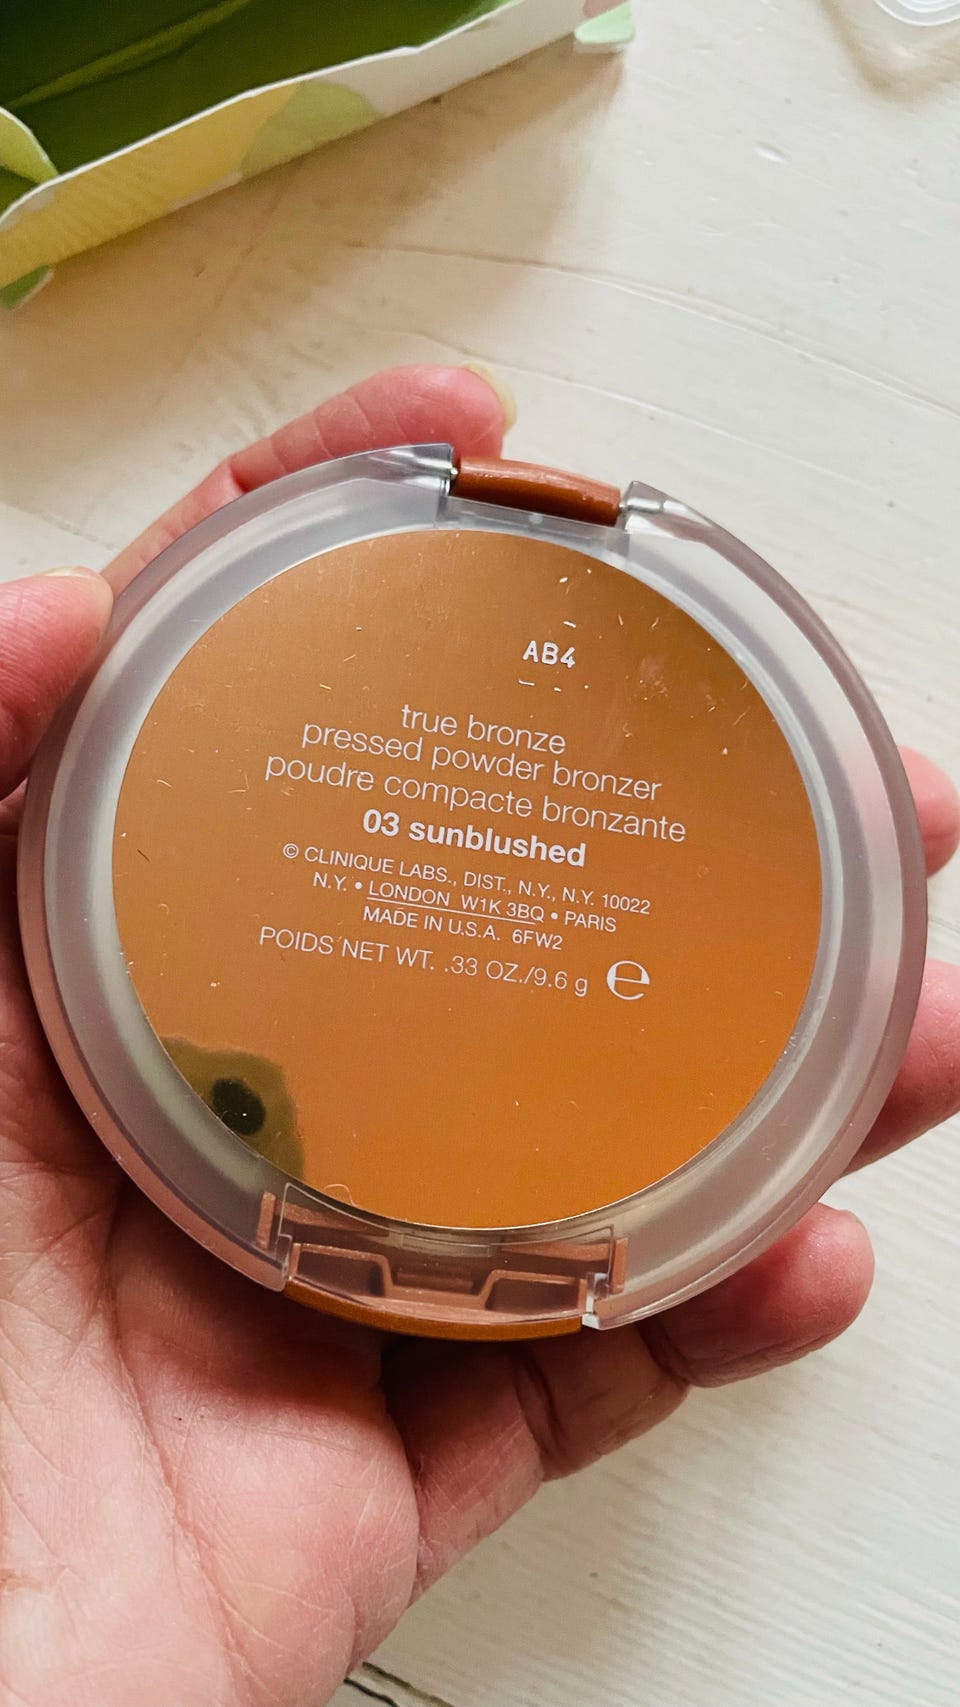 AB4
true bronze
pressed powder bronzer
poudre compacte bronzante
03 sunblushed
© CLINIQUE LABS., DIST., N.Y., N.Y. 10022
N.Y. • LONDON W1K 3BQ • PARIS
MADE IN U.S.A. 6FW2
POIDS NET WT. .33 OZ./9.6 g ℮